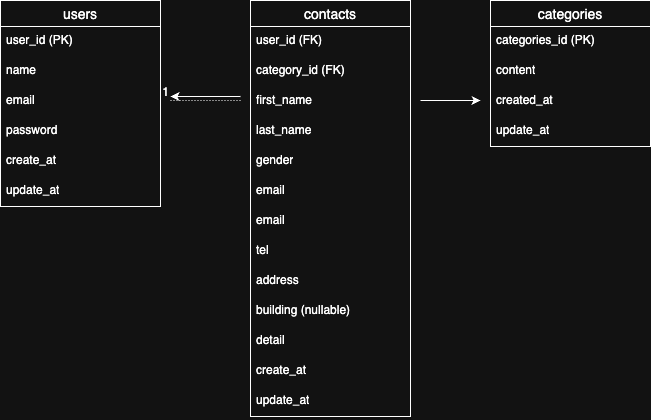 users
user_id (PK)
name
email
password
create_at
update_at
1
contacts
user_id (FK)
category_id (FK)
first_name
last_name
gender
email
email
tel
address
building (nullable)
detail
create_at
update_at
categories
categories_id (PK)
content
created_at
update_at